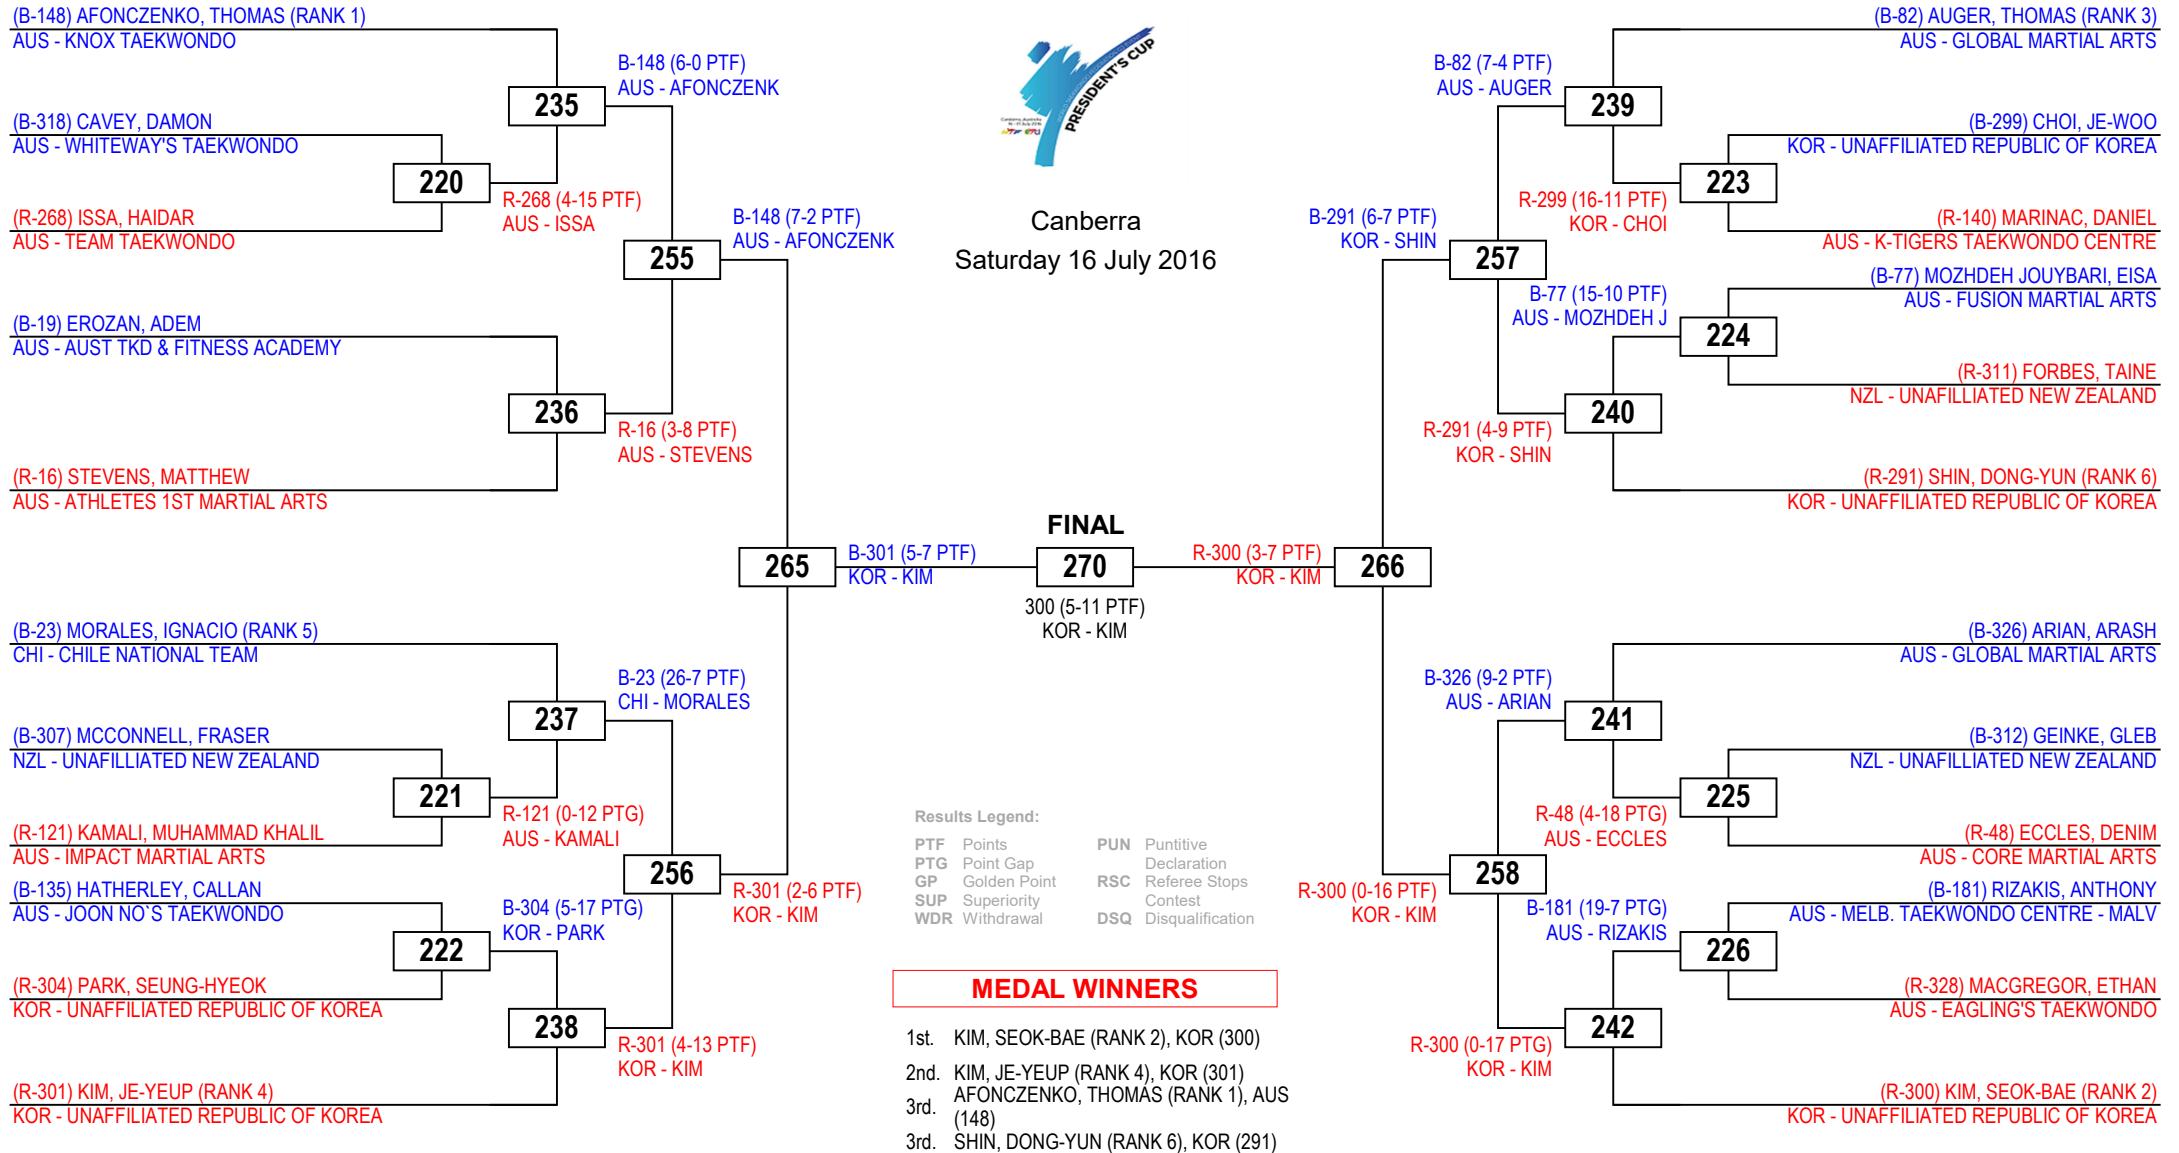 (B-148) AFONCZENKO, THOMAS (RANK 1)
AUS - KNOX TAEKWONDO
B-148 (6-0 PTF)
AUS - AFONCZENK
235
(B-318) CAVEY, DAMON
AUS - WHITEWAY'S TAEKWONDO
220
R-268 (4-15 PTF)
AUS - ISSA
(R-268) ISSA, HAIDAR
AUS - TEAM TAEKWONDO
B-148 (7-2 PTF)
AUS - AFONCZENK
255
(B-19) EROZAN, ADEM
AUS - AUST TKD & FITNESS ACADEMY
236
R-16 (3-8 PTF)
AUS - STEVENS
(R-16) STEVENS, MATTHEW
AUS - ATHLETES 1ST MARTIAL ARTS
265
B-301 (5-7 PTF)
KOR - KIM
(B-23) MORALES, IGNACIO (RANK 5)
CHI - CHILE NATIONAL TEAM
B-23 (26-7 PTF)
CHI - MORALES
237
(B-307) MCCONNELL, FRASER
NZL - UNAFILLIATED NEW ZEALAND
221
R-121 (0-12 PTG)
AUS - KAMALI
(R-121) KAMALI, MUHAMMAD KHALIL
AUS - IMPACT MARTIAL ARTS
256
R-301 (2-6 PTF)
KOR - KIM
(B-135) HATHERLEY, CALLAN
AUS - JOON NO`S TAEKWONDO
B-304 (5-17 PTG)
KOR - PARK
222
(R-304) PARK, SEUNG-HYEOK
KOR - UNAFFILIATED REPUBLIC OF KOREA
238
R-301 (4-13 PTF)
KOR - KIM
(R-301) KIM, JE-YEUP (RANK 4)
KOR - UNAFFILIATED REPUBLIC OF KOREA
PRESIDENT'S CUP
Canberra
Saturday 16 July 2016
FINAL
270
300 (5-11 PTF)
KOR - KIM
Results Legend:
PTF Points
PTG Point Gap
GP Golden Point
SUP Superiority
WDR Withdrawal
PUN Puntitive
Declaration
RSC Referee Stops
Contest
DSQ Disqualification
MEDAL WINNERS
1st. KIM, SEOK-BAE (RANK 2), KOR (300)
2nd. KIM, JE-YEUP (RANK 4), KOR (301)
3rd. AFONCZENKO, THOMAS (RANK 1), AUS
(148)
3rd. SHIN, DONG-YUN (RANK 6), KOR (291)
(B-82) AUGER, THOMAS (RANK 3)
AUS - GLOBAL MARTIAL ARTS
B-82 (7-4 PTF)
AUS - AUGER
239
(B-299) CHOI, JE-WOO
KOR - UNAFFILIATED REPUBLIC OF KOREA
223
R-299 (16-11 PTF)
KOR - CHOI
(R-140) MARINAC, DANIEL
AUS - K-TIGERS TAEKWONDO CENTRE
B-291 (6-7 PTF)
KOR - SHIN
257
(B-77) MOZHDEH JOUYBARI, EISA
AUS - FUSION MARTIAL ARTS
B-77 (15-10 PTF)
AUS - MOZHDEH J
224
(R-311) FORBES, TAINE
NZL - UNAFILLIATED NEW ZEALAND
240
R-291 (4-9 PTF)
KOR - SHIN
(R-291) SHIN, DONG-YUN (RANK 6)
KOR - UNAFFILIATED REPUBLIC OF KOREA
R-300 (3-7 PTF)
KOR - KIM
266
(B-326) ARIAN, ARASH
AUS - GLOBAL MARTIAL ARTS
B-326 (9-2 PTF)
AUS - ARIAN
241
(B-312) GEINKE, GLEB
NZL - UNAFILLIATED NEW ZEALAND
225
R-48 (4-18 PTG)
AUS - ECCLES
(R-48) ECCLES, DENIM
AUS - CORE MARTIAL ARTS
258
R-300 (0-16 PTF)
KOR - KIM
(B-181) RIZAKIS, ANTHONY
AUS - MELB. TAEKWONDO CENTRE - MALV
B-181 (19-7 PTG)
AUS - RIZAKIS
226
(R-328) MACGREGOR, ETHAN
AUS - EAGLING'S TAEKWONDO
242
R-300 (0-17 PTG)
KOR - KIM
(R-300) KIM, SEOK-BAE (RANK 2)
KOR - UNAFFILIATED REPUBLIC OF KOREA